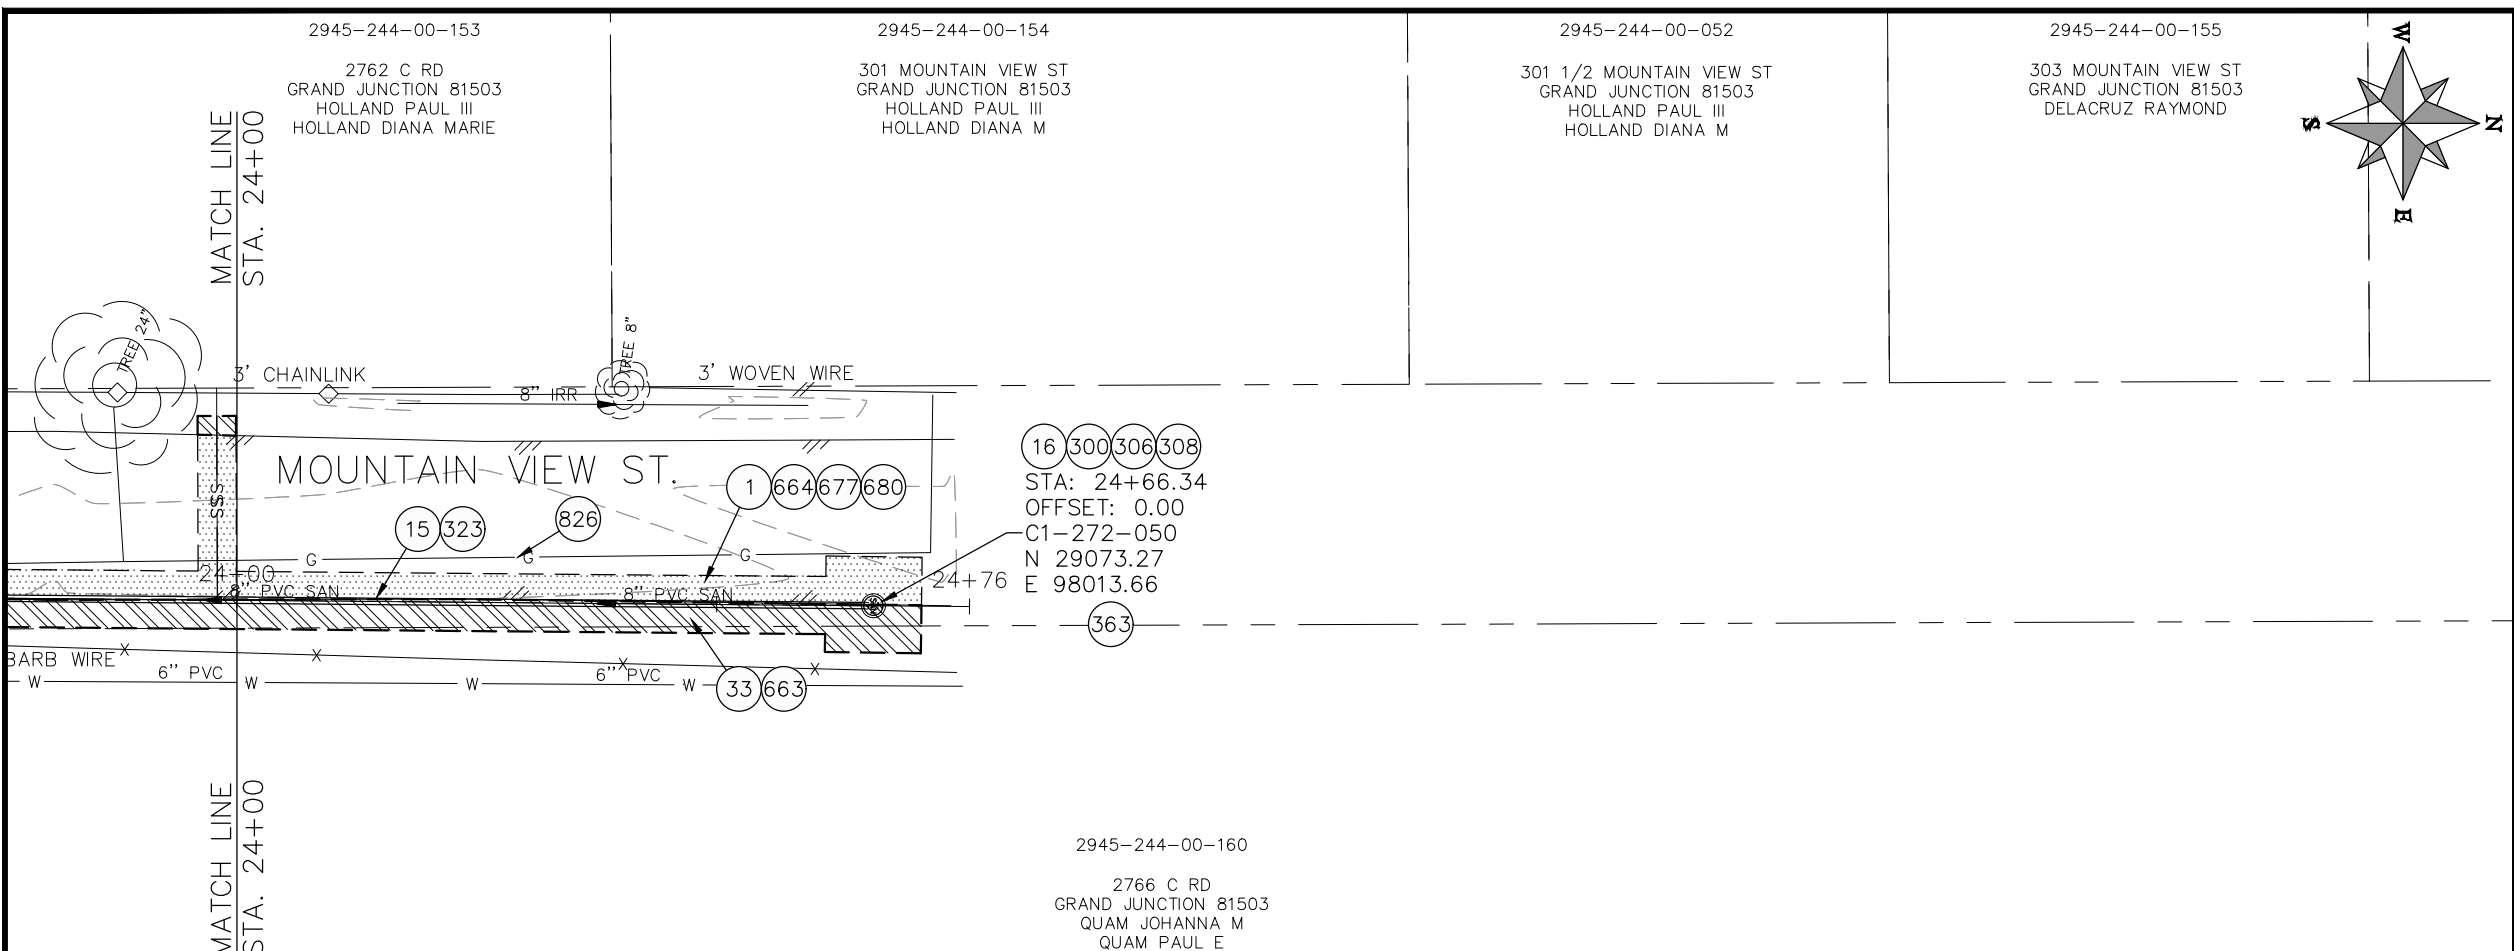 2945-244-00-153
2762 C RD
GRAND JUNCTION 81503
HOLLAND PAUL III
HOLLAND DIANA MARIE
2945-244-00-154
301 MOUNTAIN VIEW ST
GRAND JUNCTION 81503
HOLLAND PAUL III
HOLLAND DIANA M
2945-244-00-052
301 1/2 MOUNTAIN VIEW ST
GRAND JUNCTION 81503
HOLLAND PAUL III
HOLLAND DIANA M
2945-244-00-155
303 MOUNTAIN VIEW ST
GRAND JUNCTION 81503
DELACRUZ RAYMOND
W
N
S
E
MATCH LINE
STA. 24+00
TREE 24"
TREE 8"
3' CHAINLINK
3' WOVEN WIRE
8" IRR
MOUNTAIN VIEW ST.
SSS
1 664 677 680
16 300 306 308
STA: 24+66.34
OFFSET: 0.00
C1-272-050
N 29073.27
E 98013.66
15 323
826
G G G
24+00
24+76
8" PVC SAN
8" PVC SAN
363
BARB WIRE X X X X
6" PVC
6" PVC
W W W W
33 663
MATCH LINE
STA. 24+00
2945-244-00-160
2766 C RD
GRAND JUNCTION 81503
QUAM JOHANNA M
QUAM PAUL E